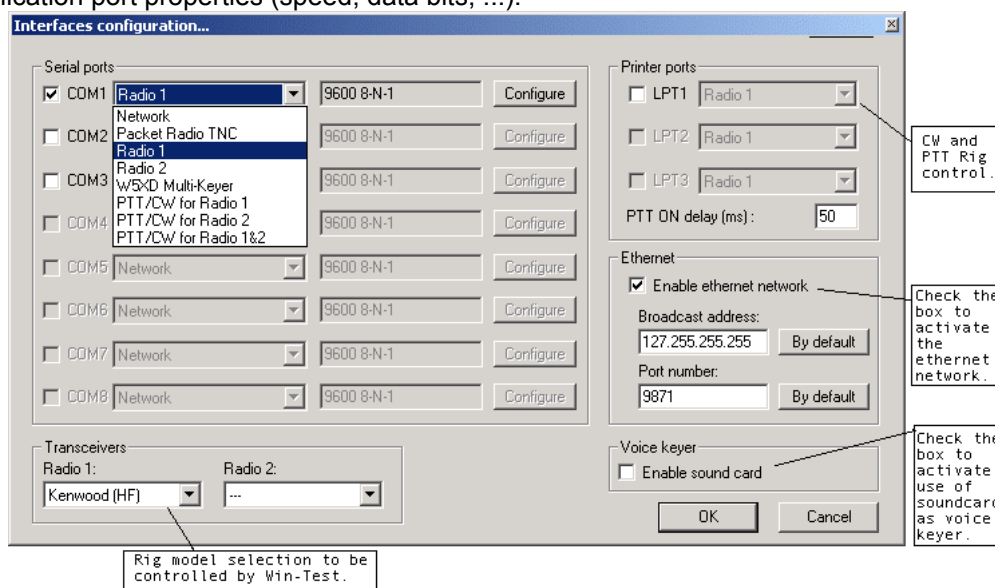 ication port properties (speed, data bits, ...).
Interfaces configuration...
Serial ports
COM1 Radio 1 9600 8-N-1 Configure
Network
Packet Radio TNC
Radio 1
Radio 2
W5XD Multi-Keyer
PTT/CW for Radio 1
PTT/CW for Radio 2
PTT/CW for Radio 1&2
COM2 9600 8-N-1 Configure
COM3 9600 8-N-1 Configure
COM4 9600 8-N-1 Configure
COM5 Network 9600 8-N-1 Configure
COM6 Network 9600 8-N-1 Configure
COM7 Network 9600 8-N-1 Configure
COM8 Network 9600 8-N-1 Configure
Transceivers
Radio 1: Radio 2:
Kenwood (HF) ---
Rig model selection to be
controlled by Win-Test.
Printer ports
LPT1 Radio 1
LPT2 Radio 1
LPT3 Radio 1
PTT ON delay (ms) : 50
CW and
PTT Rig
control.
Ethernet
Enable ethernet network
Broadcast address:
127.255.255.255 By default
Port number:
9871 By default
Check the
box to
activate
the
ethernet
network.
Voice keyer
Enable sound card
Check the
box to
activate
use of
soundcard
as voice
keyer.
OK Cancel